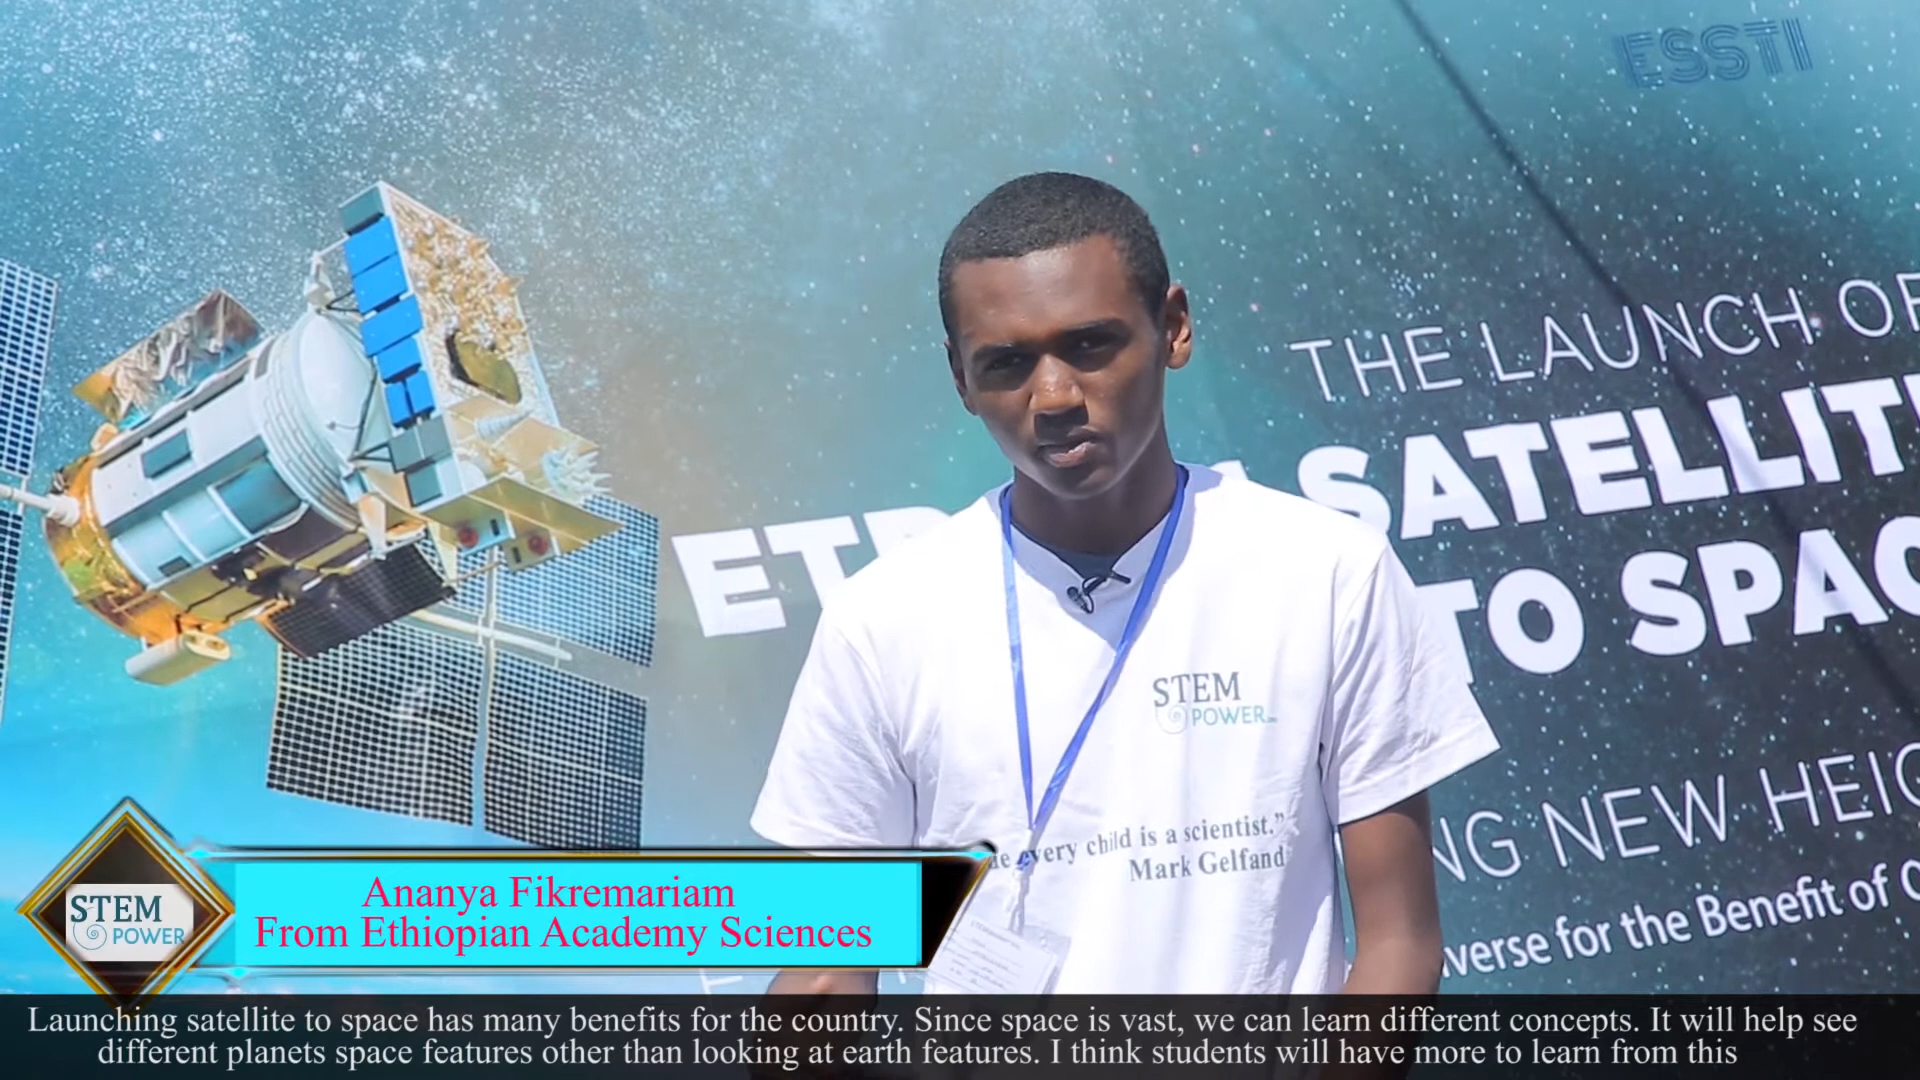 ESSTI
THE LAUNCH OF
SATELLIT
TO SPAC
NG NEW HEIG
verse for the Benefit of
STEM
POWER
every child is a scientist."
Mark Gelfand
STEM
POWER
Ananya Fikremariam
From Ethiopian Academy Sciences
Launching satellite to space has many benefits for the country. Since space is vast, we can learn different concepts. It will help see
different planets space features other than looking at earth features. I think students will have more to learn from this